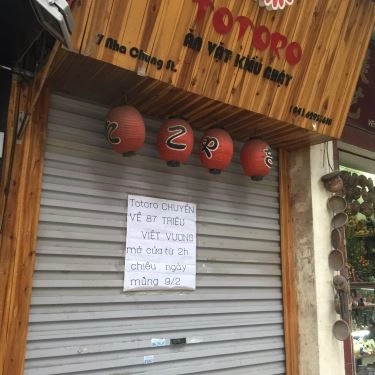 TOTORO
ĂN VẶT KIỂU NHẬT
7 Nha Chung St.
Totoro CHUYỂN
VỀ 87 TRIỆU
VIỆT VƯƠNG
mở cửa từ 2h
chiều ngày
mùng 9/2